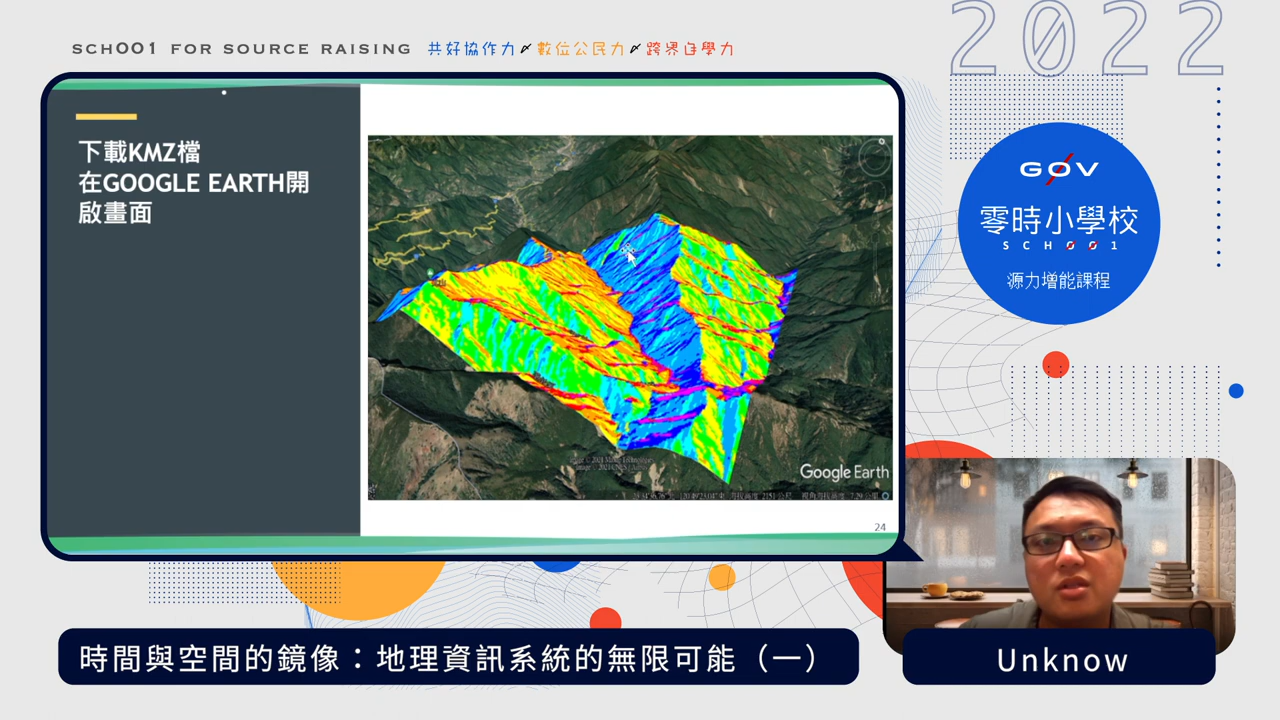 2022
SCHOO1 FOR SOURCE RAISING 共好協作力 數位公民力 跨界自學力
下載KMZ檔
在GOOGLE EARTH開
啟畫面
Google Earth
24
GOV
零時小學校
SCHOO1
源力增能課程
時間與空間的鏡像：地理資訊系統的無限可能（一）
Unknow